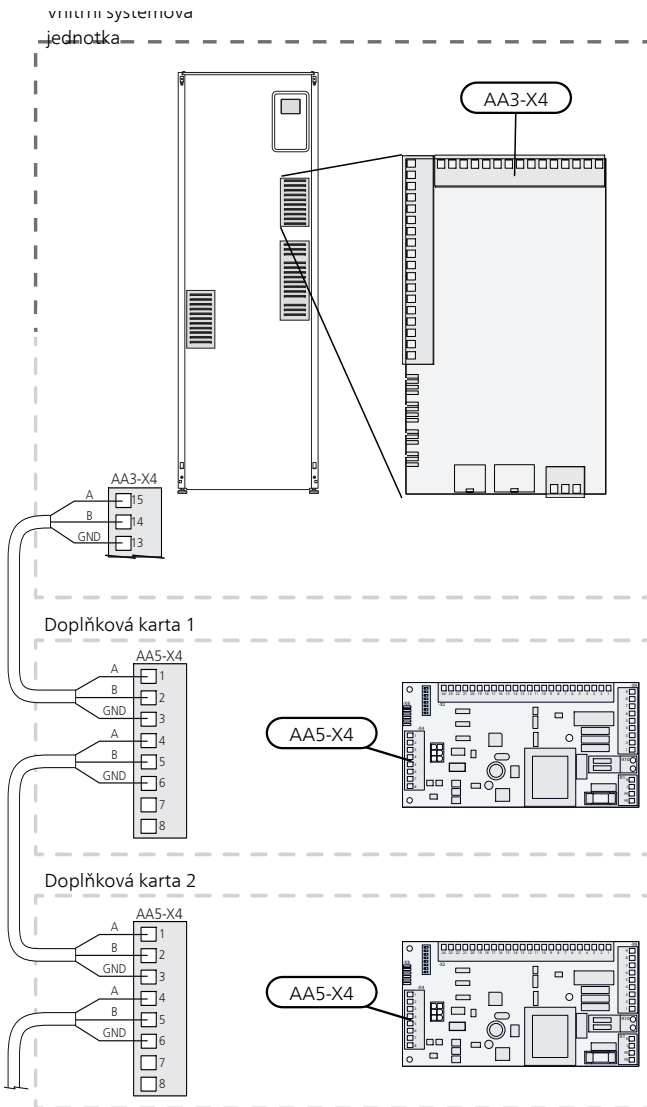 Vnitřní systémová
jednotka
AA3-X4
AA3-X4
A
15
B
14
GND
13
Doplňková karta 1
AA5-X4
A
1
B
2
GND
3
A
4
B
5
GND
6
7
8
AA5-X4
Doplňková karta 2
AA5-X4
A
1
B
2
GND
3
A
4
B
5
GND
6
7
8
AA5-X4